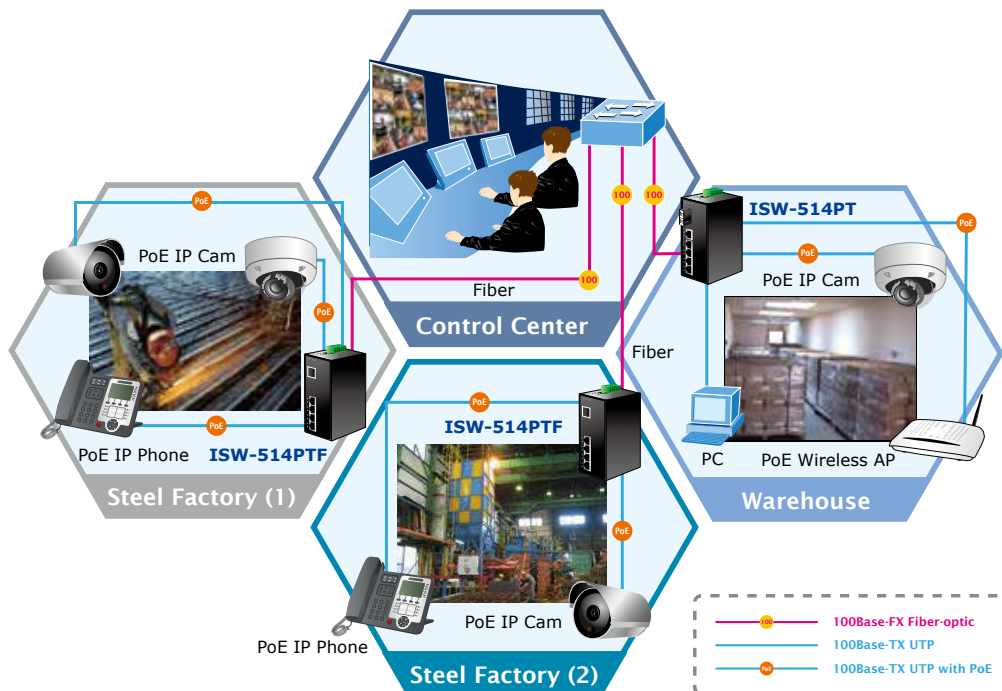 100
100
100
Fiber
Control Center
PoE
PoE IP Cam
PoE
PoE
PoE IP Phone
ISW-514PTF
Steel Factory (1)
ISW-514PT
PoE
PoE
PoE IP Cam
Fiber
PC
PoE Wireless AP
Warehouse
PoE
ISW-514PTF
PoE
PoE IP Cam
PoE IP Phone
Steel Factory (2)
100 100Base-FX Fiber-optic
100Base-TX UTP
PoE 100Base-TX UTP with PoE